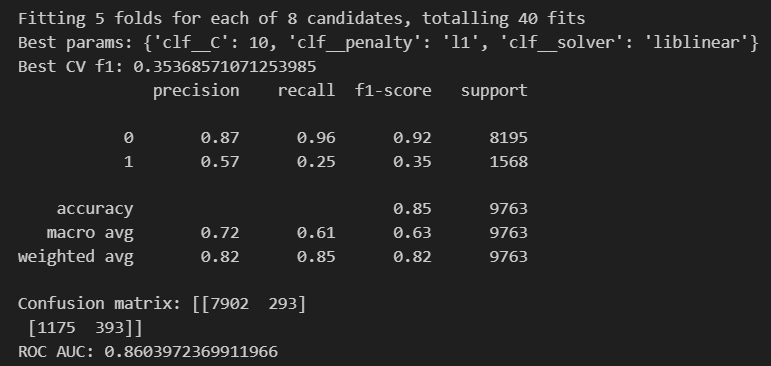 Fitting 5 folds for each of 8 candidates, totalling 40 fits
Best params: {'clf__C': 10, 'clf__penalty': 'l1', 'clf__solver': 'liblinear'}
Best CV f1: 0.35368571071253985
precision recall f1-score support
0 0.87 0.96 0.92 8195
1 0.57 0.25 0.35 1568
accuracy 0.85 9763
macro avg 0.72 0.61 0.63 9763
weighted avg 0.82 0.85 0.82 9763
Confusion matrix: [[7902 293]
[1175 393]]
ROC AUC: 0.8603972369911966